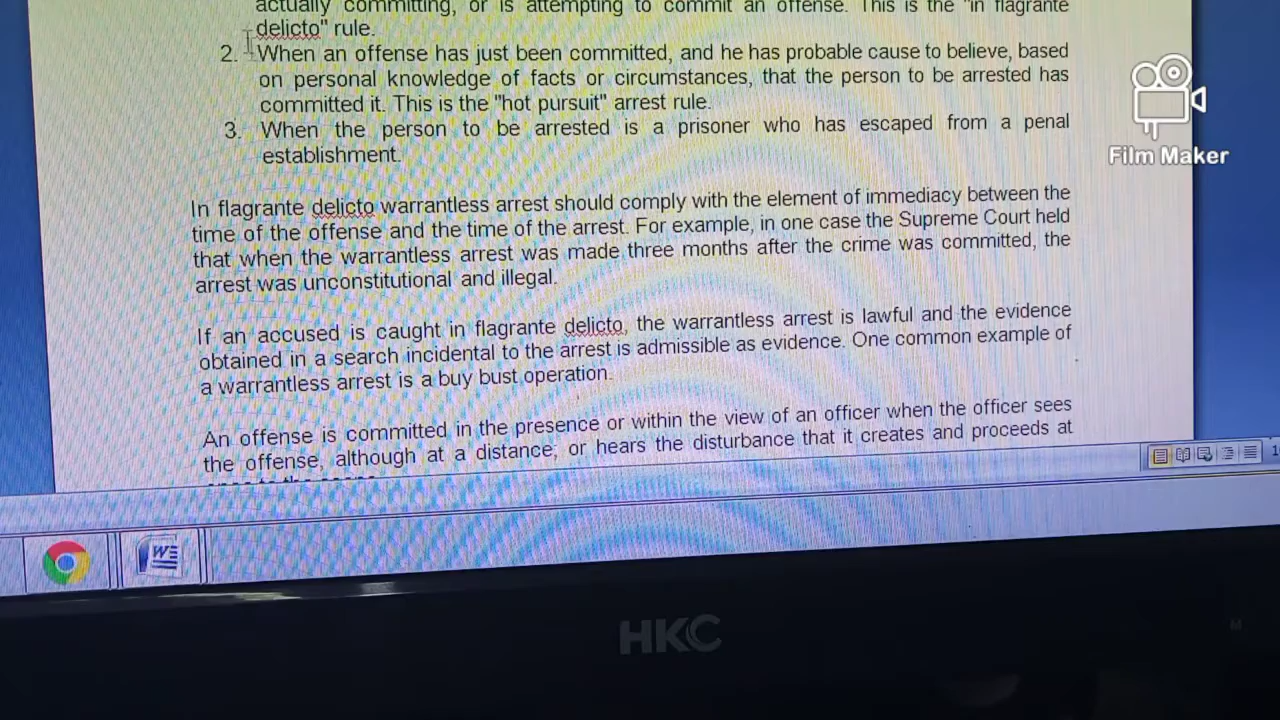 actually committing, or is attempting to commit an offense. This is the "in flagrante
delicto" rule.
2. When an offense has just been committed, and he has probable cause to believe, based
on personal knowledge of facts or circumstances, that the person to be arrested has
committed it. This is the "hot pursuit" arrest rule.
3. When the person to be arrested is a prisoner who has escaped from a penal
establishment.
Film Maker
In flagrante delicto warrantless arrest should comply with the element of immediacy between the
time of the offense and the time of the arrest. For example, in one case the Supreme Court held
that when the warrantless arrest was made three months after the crime was committed, the
arrest was unconstitutional and illegal.
If an accused is caught in flagrante delicto, the warrantless arrest is lawful and the evidence
obtained in a search incidental to the arrest is admissible as evidence. One common example of
a warrantless arrest is a buy bust operation.
An offense is committed in the presence or within the view of an officer when the officer sees
the offense, although at a distance; or hears the disturbance that it creates and proceeds at
W
HKC